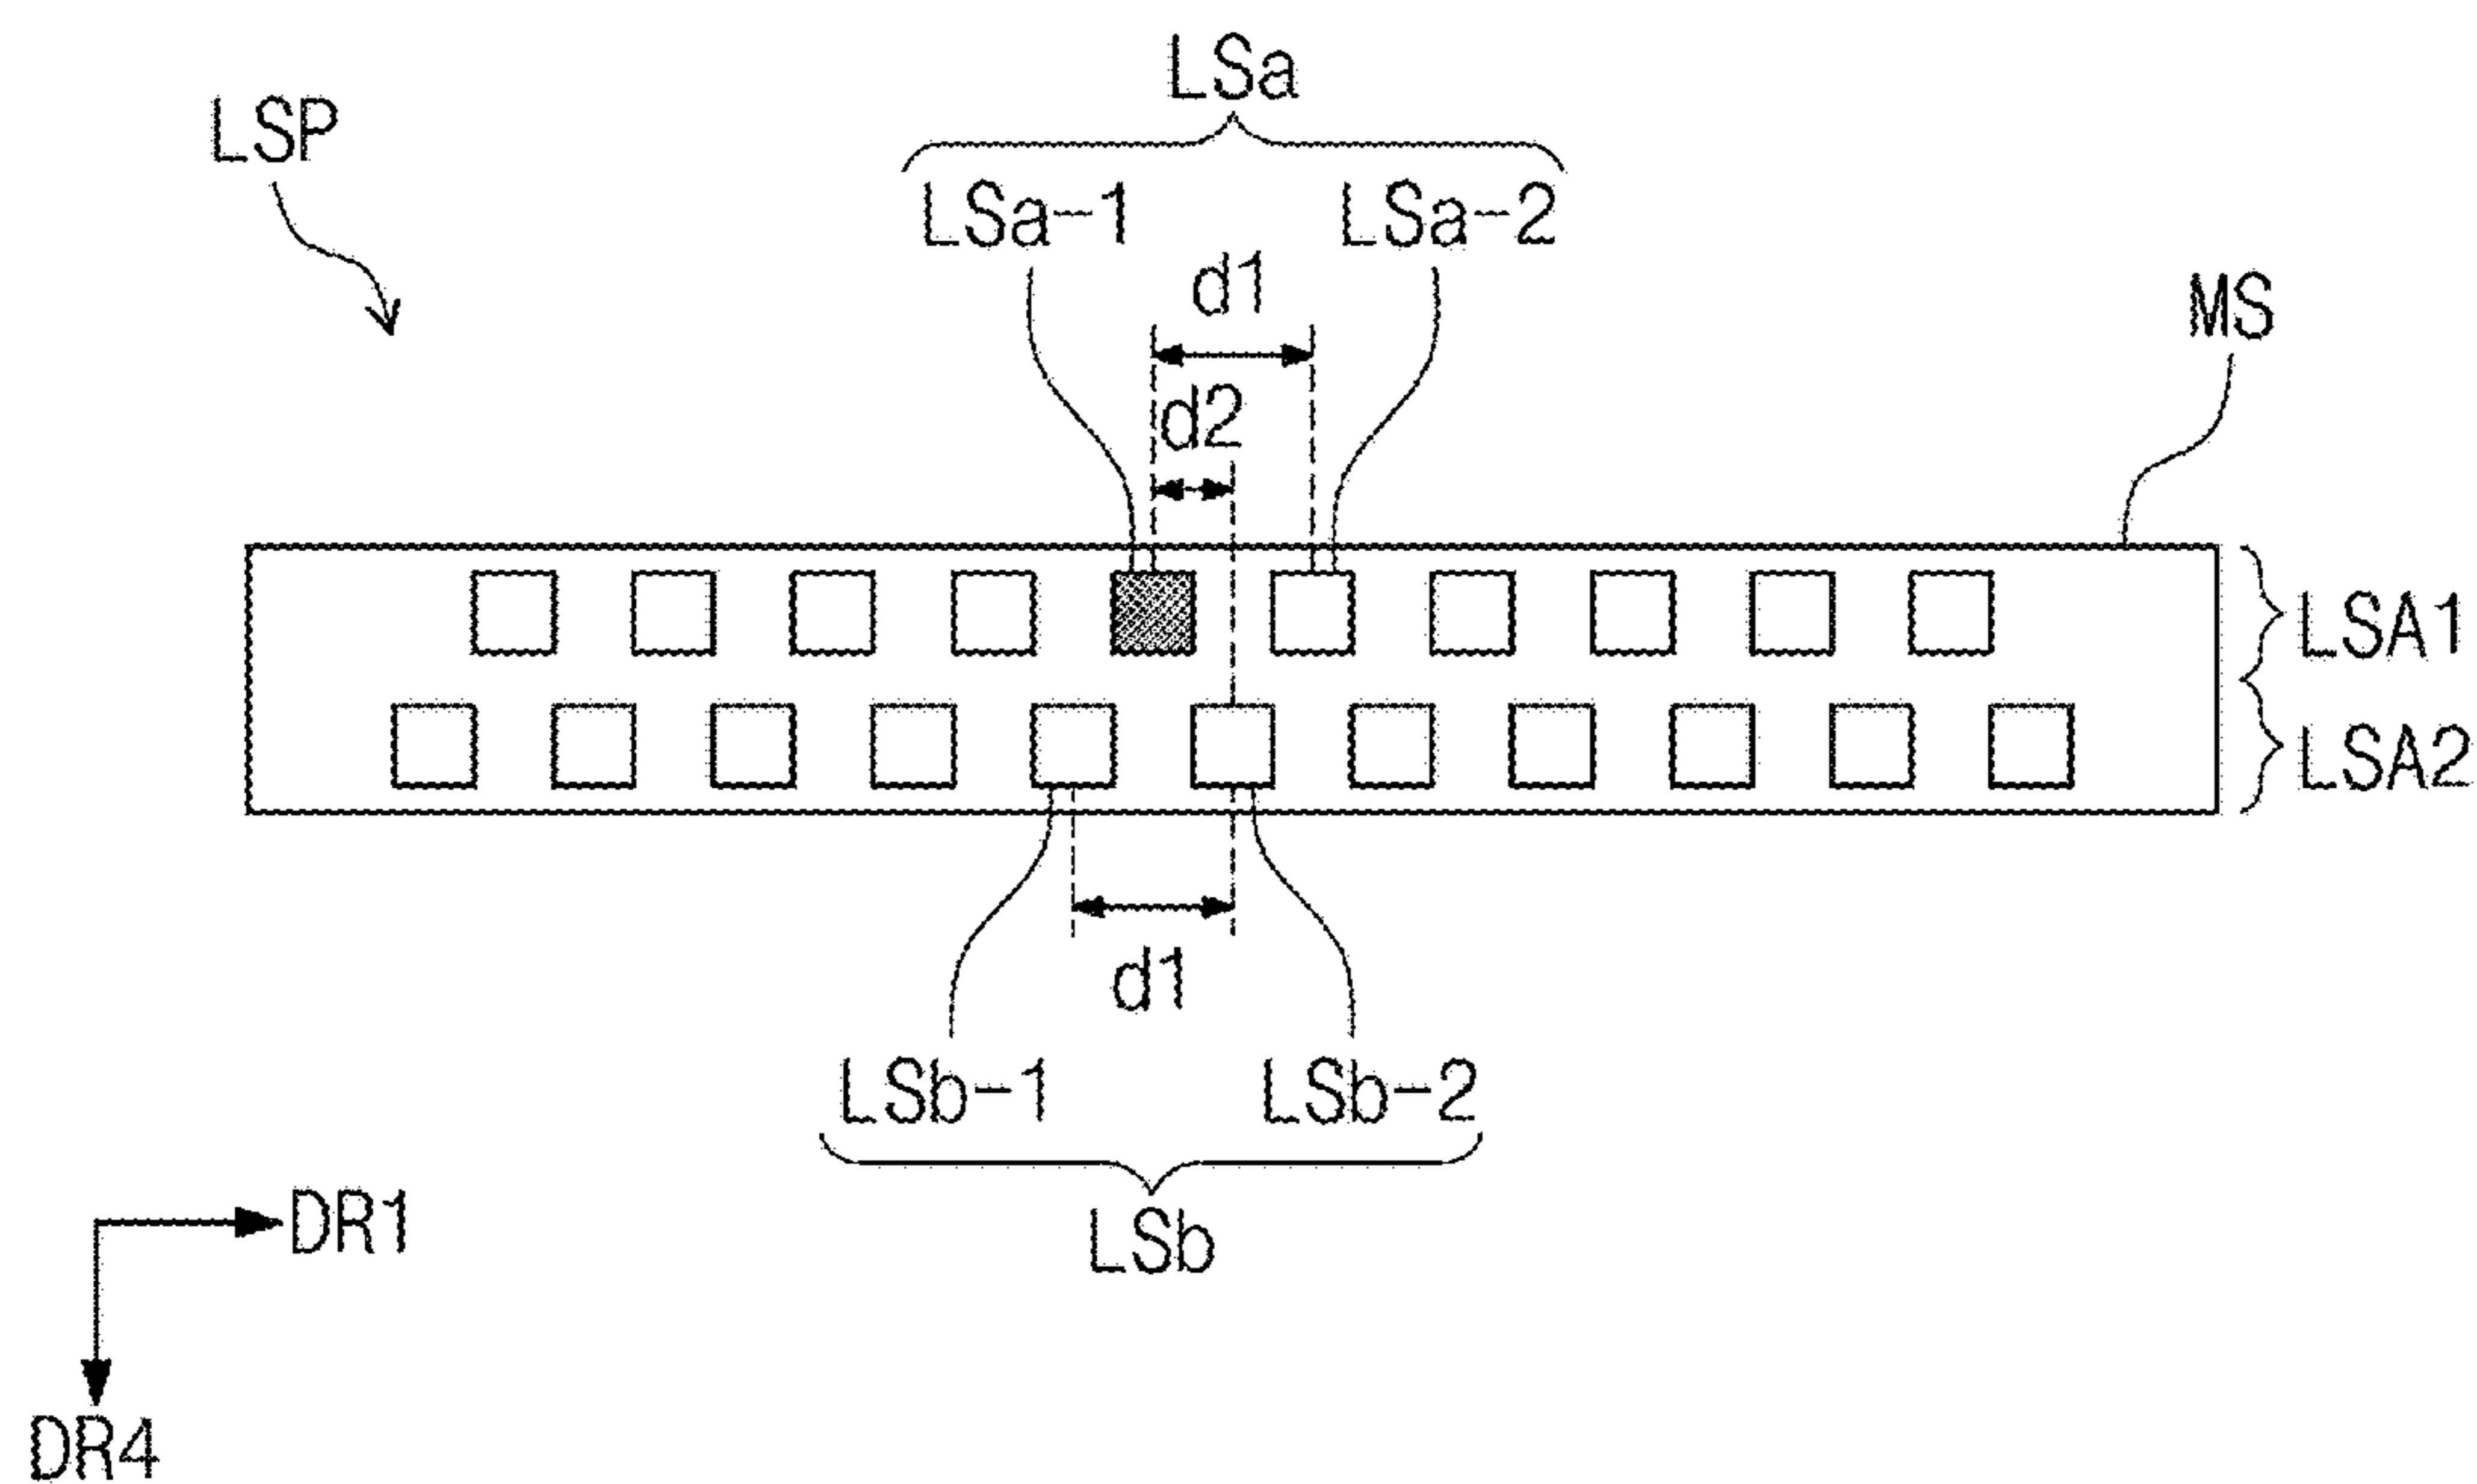 LSa
LSP
LSa-1 LSa-2
d1
MS
d2
LSA1
LSA2
d1
LSb-1 LSb-2
DR1
LSb
DR4